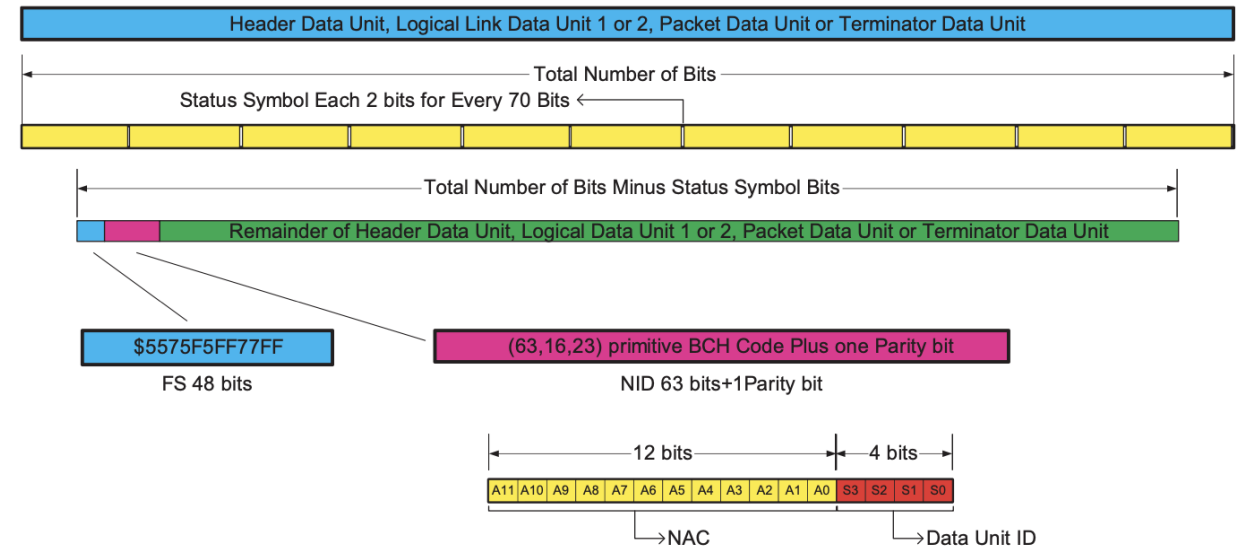 Header Data Unit, Logical Link Data Unit 1 or 2, Packet Data Unit or Terminator Data Unit
Total Number of Bits
Status Symbol Each 2 bits for Every 70 Bits
Total Number of Bits Minus Status Symbol Bits
Remainder of Header Data Unit, Logical Data Unit 1 or 2, Packet Data Unit or Terminator Data Unit
$5575F5FF77FF
(63,16,23) primitive BCH Code Plus one Parity bit
FS 48 bits
NID 63 bits+1Parity bit
12 bits
4 bits
A11 A10 A9 A8 A7 A6 A5 A4 A3 A2 A1 A0 S3 S2 S1 S0
NAC
Data Unit ID